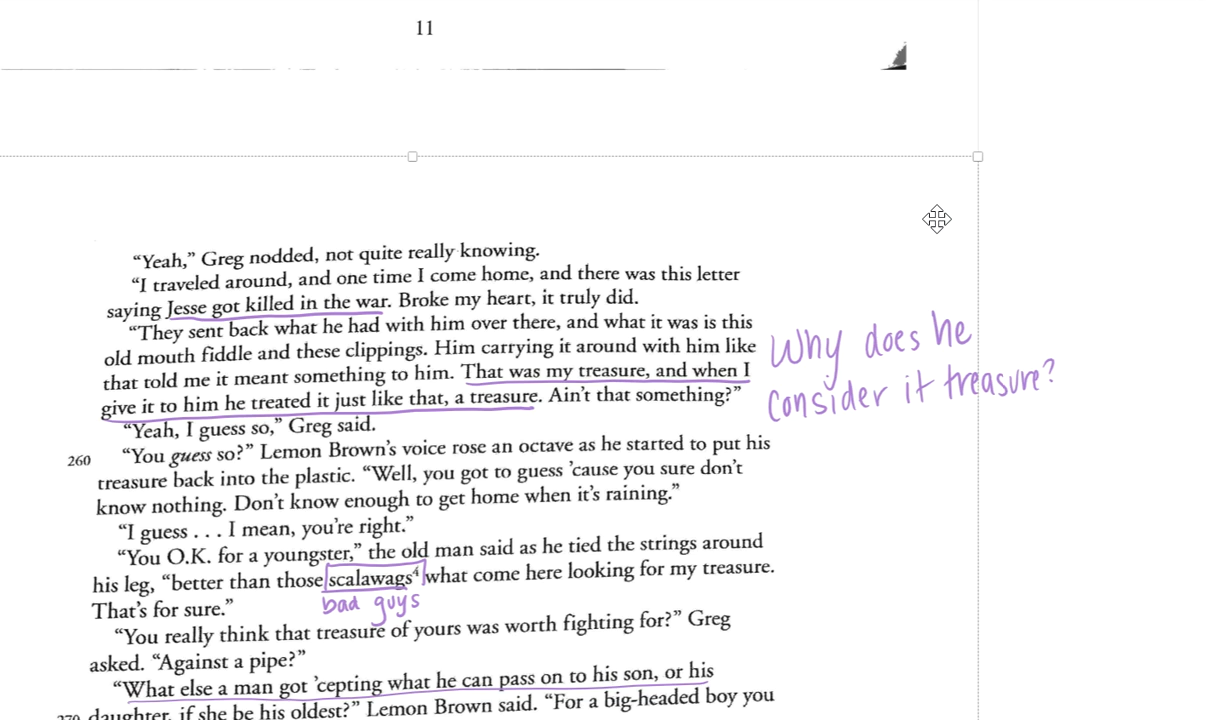 11
“Yeah,” Greg nodded, not quite really knowing.
“I traveled around, and one time I come home, and there was this letter
saying Jesse got killed in the war. Broke my heart, it truly did.
“They sent back what he had with him over there, and what it was is this
old mouth fiddle and these clippings. Him carrying it around with him like
that told me it meant something to him. That was my treasure, and when I
give it to him he treated it just like that, a treasure. Ain’t that something?”
Why does he
consider it treasure?
“Yeah, I guess so,” Greg said.
260 “You guess so?” Lemon Brown’s voice rose an octave as he started to put his
treasure back into the plastic. “Well, you got to guess ’cause you sure don’t
know nothing. Don’t know enough to get home when it’s raining.”
“I guess . . . I mean, you’re right.”
“You O.K. for a youngster,” the old man said as he tied the strings around
his leg, “better than those scalawags4 what come here looking for my treasure.
bad guys
That’s for sure.”
“You really think that treasure of yours was worth fighting for?” Greg
asked. “Against a pipe?”
“What else a man got ’cepting what he can pass on to his son, or his
270 daughter, if she be his oldest?” Lemon Brown said. “For a big-headed boy you